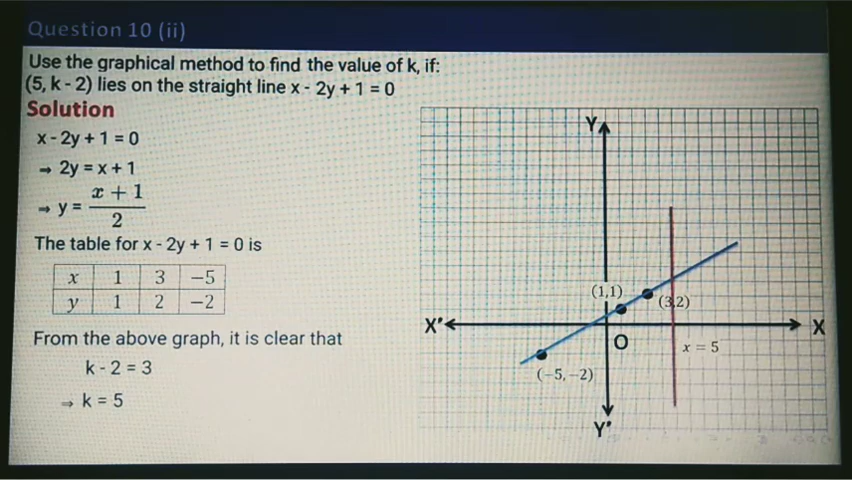 Question 10 (ii)
Use the graphical method to find the value of k, if:
(5, k - 2) lies on the straight line x - 2y + 1 = 0
Solution
x - 2y + 1 = 0
⇒ 2y = x + 1
⇒ y = x + 1
2
The table for x - 2y + 1 = 0 is
x 1 3 −5
y 1 2 −2
From the above graph, it is clear that
k - 2 = 3
⇒ k = 5
Y
(1,1)
(3,2)
X' X
O
x = 5
(−5, −2)
Y'